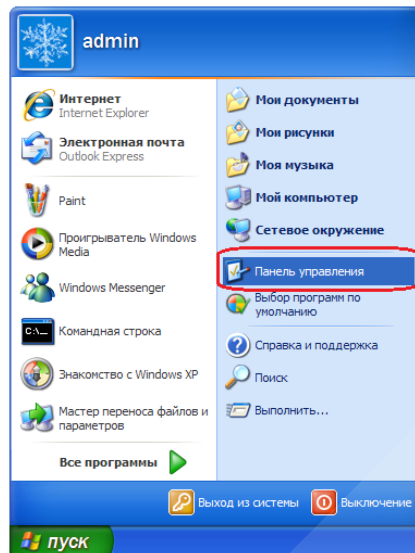 admin
Интернет
Internet Explorer
Электронная почта
Outlook Express
Paint
Проигрыватель Windows
Media
Windows Messenger
C:\_
Командная строка
Знакомство с Windows XP
Мастер переноса файлов и
параметров
Все программы
Мои документы
Мои рисунки
Моя музыка
Мой компьютер
Сетевое окружение
Панель управления
Выбор программ по
умолчанию
Справка и поддержка
Поиск
Выполнить...
Выход из системы
Выключение
пуск